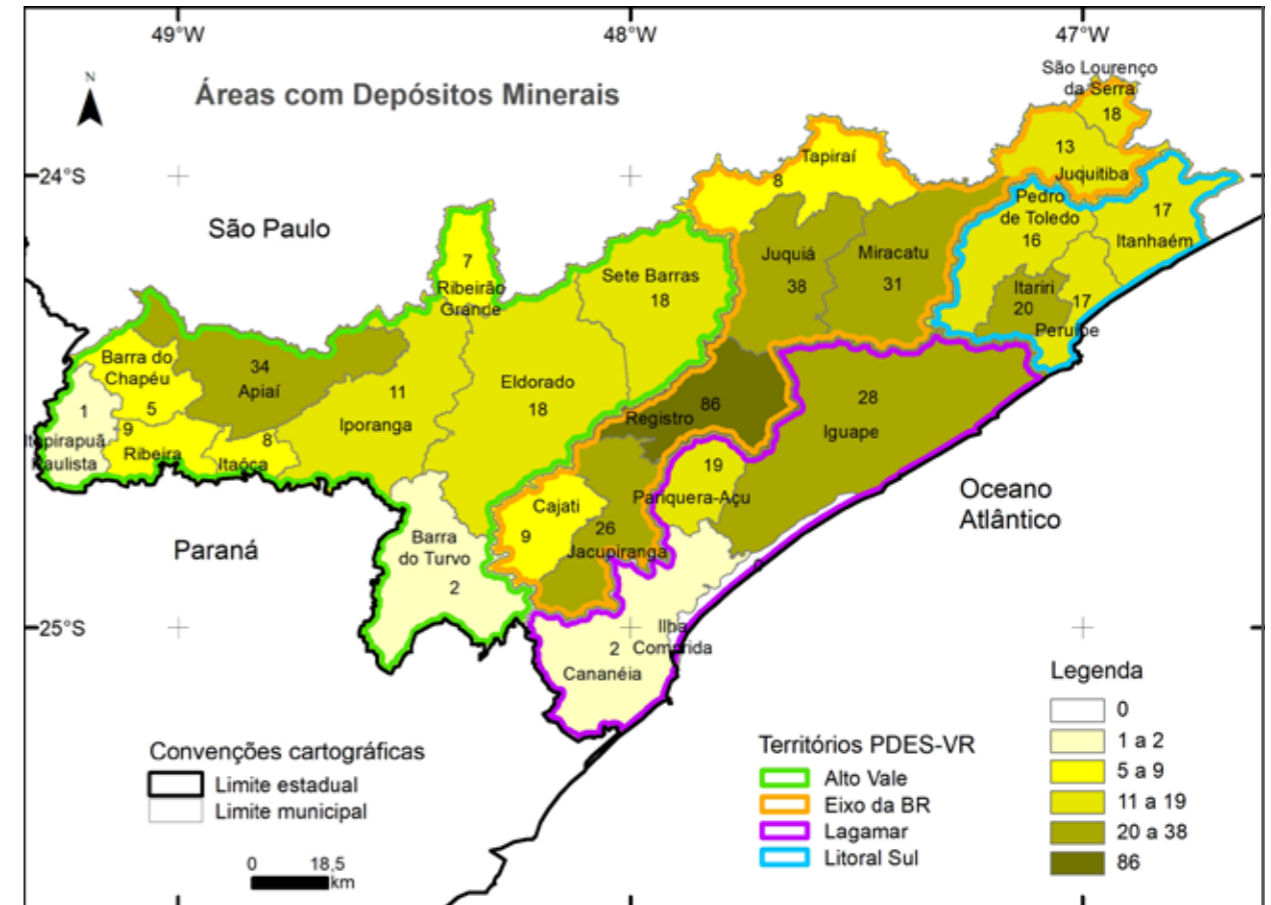 49°W
48°W
47°W
N
Áreas com Depósitos Minerais
São Lourenço
da Serra
18
13
Juquitiba
Tapiraí
8
24°S
São Paulo
Pedro
de Toledo
16
17
Itanhaém
7
Ribeirão
Grande
Sete Barras
18
Juquiá
38
Miracatu
31
Itariri
20
17
Peruíbe
Barra do
Chapéu
5
34
Apiaí
11
Iporanga
Eldorado
18
Registro
86
28
Iguape
1
Itapirapuã
Paulista
9
Ribeira
8
Itaóca
19
Pariquera-Açu
Oceano
Atlântico
Cajati
9
26
Jacupiranga
Paraná
Barra
do Turvo
2
25°S
Ilha
Comprida
2
Cananéia
Convenções cartográficas
Limite estadual
Limite municipal
0 18,5
km
Territórios PDES-VR
Alto Vale
Eixo da BR
Lagamar
Litoral Sul
Legenda
0
1 a 2
5 a 9
11 a 19
20 a 38
86